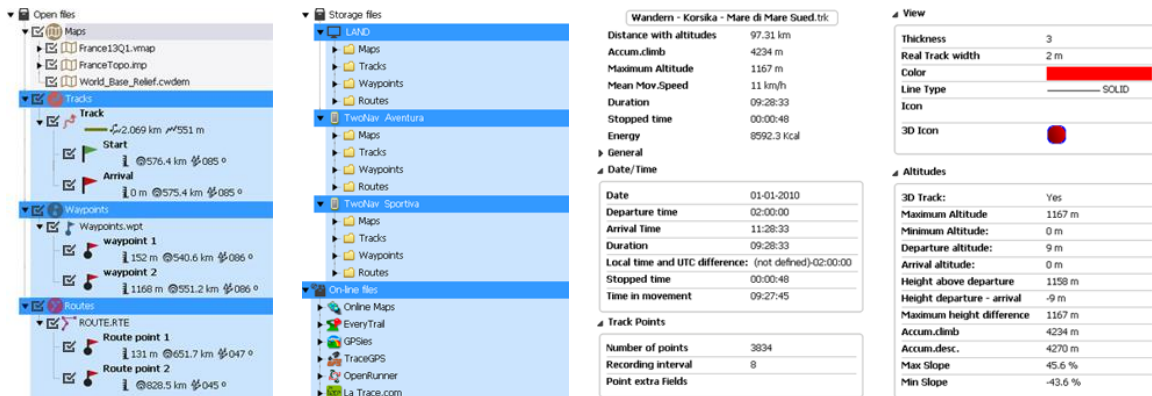 Open files
Maps
France13Q1.vmap
FranceTopo.imp
World_Base_Relief.cwdem
Tracks
Track
2.069 km 551 m
Start
576.4 km 085 º
Arrival
0 m 575.4 km 085 º
Waypoints
Waypoints.wpt
waypoint 1
152 m 540.6 km 086 º
waypoint 2
1168 m 551.2 km 086 º
Routes
ROUTE.RTE
Route point 1
131 m 651.7 km 047 º
Route point 2
828.5 km 045 º
Storage files
LAND
Maps
Tracks
Waypoints
Routes
TwoNav Aventura
Maps
Tracks
Waypoints
Routes
TwoNav Sportiva
Maps
Tracks
Waypoints
Routes
On-line files
Online Maps
EveryTrail
GPSies
TraceGPS
OpenRunner
La Trace.com
Wandern - Korsika - Mare di Mare Sued.trk
Distance with altitudes 97.31 km
Accum.climb 4234 m
Maximum Altitude 1167 m
Mean Mov.Speed 11 km/h
Duration 09:28:33
Stopped time 00:00:48
Energy 8592.3 Kcal
General
Date/Time
Date 01-01-2010
Departure time 02:00:00
Arrival Time 11:28:33
Duration 09:28:33
Local time and UTC difference: (not defined)-02:00:00
Stopped time 00:00:48
Time in movement 09:27:45
Track Points
Number of points 3834
Recording interval 8
Point extra Fields
View
Thickness 3
Real Track width 2 m
Color
Line Type SOLID
Icon
3D Icon
Altitudes
3D Track: Yes
Maximum Altitude 1167 m
Minimum Altitude: 0 m
Departure altitude: 9 m
Arrival altitude: 0 m
Height above departure 1158 m
Height departure - arrival -9 m
Maximum height difference 1167 m
Accum.climb 4234 m
Accum.desc. 4270 m
Max Slope 45.6 %
Min Slope -43.6 %